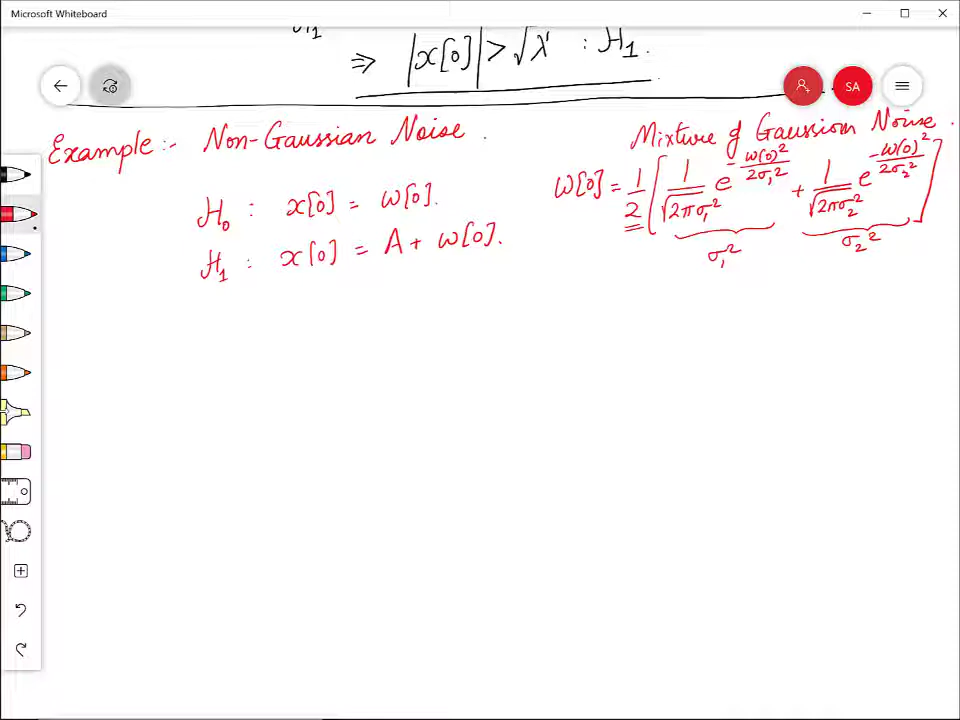 Microsoft Whiteboard
H₁
⇒ |x[0]| > √λ' : H₁.
SA
Example:- Non-Gaussian Noise.
Mixture of Gaussian Noise.
w[0] = 1/2 [ 1/√(2πσ₁²) e^(-w[0]²/2σ₁²) + 1/√(2πσ₂²) e^(-w[0]²/2σ₂²) ]
σ₁² σ₂²
H₀ : x[0] = w[0].
H₁ : x[0] = A + w[0].